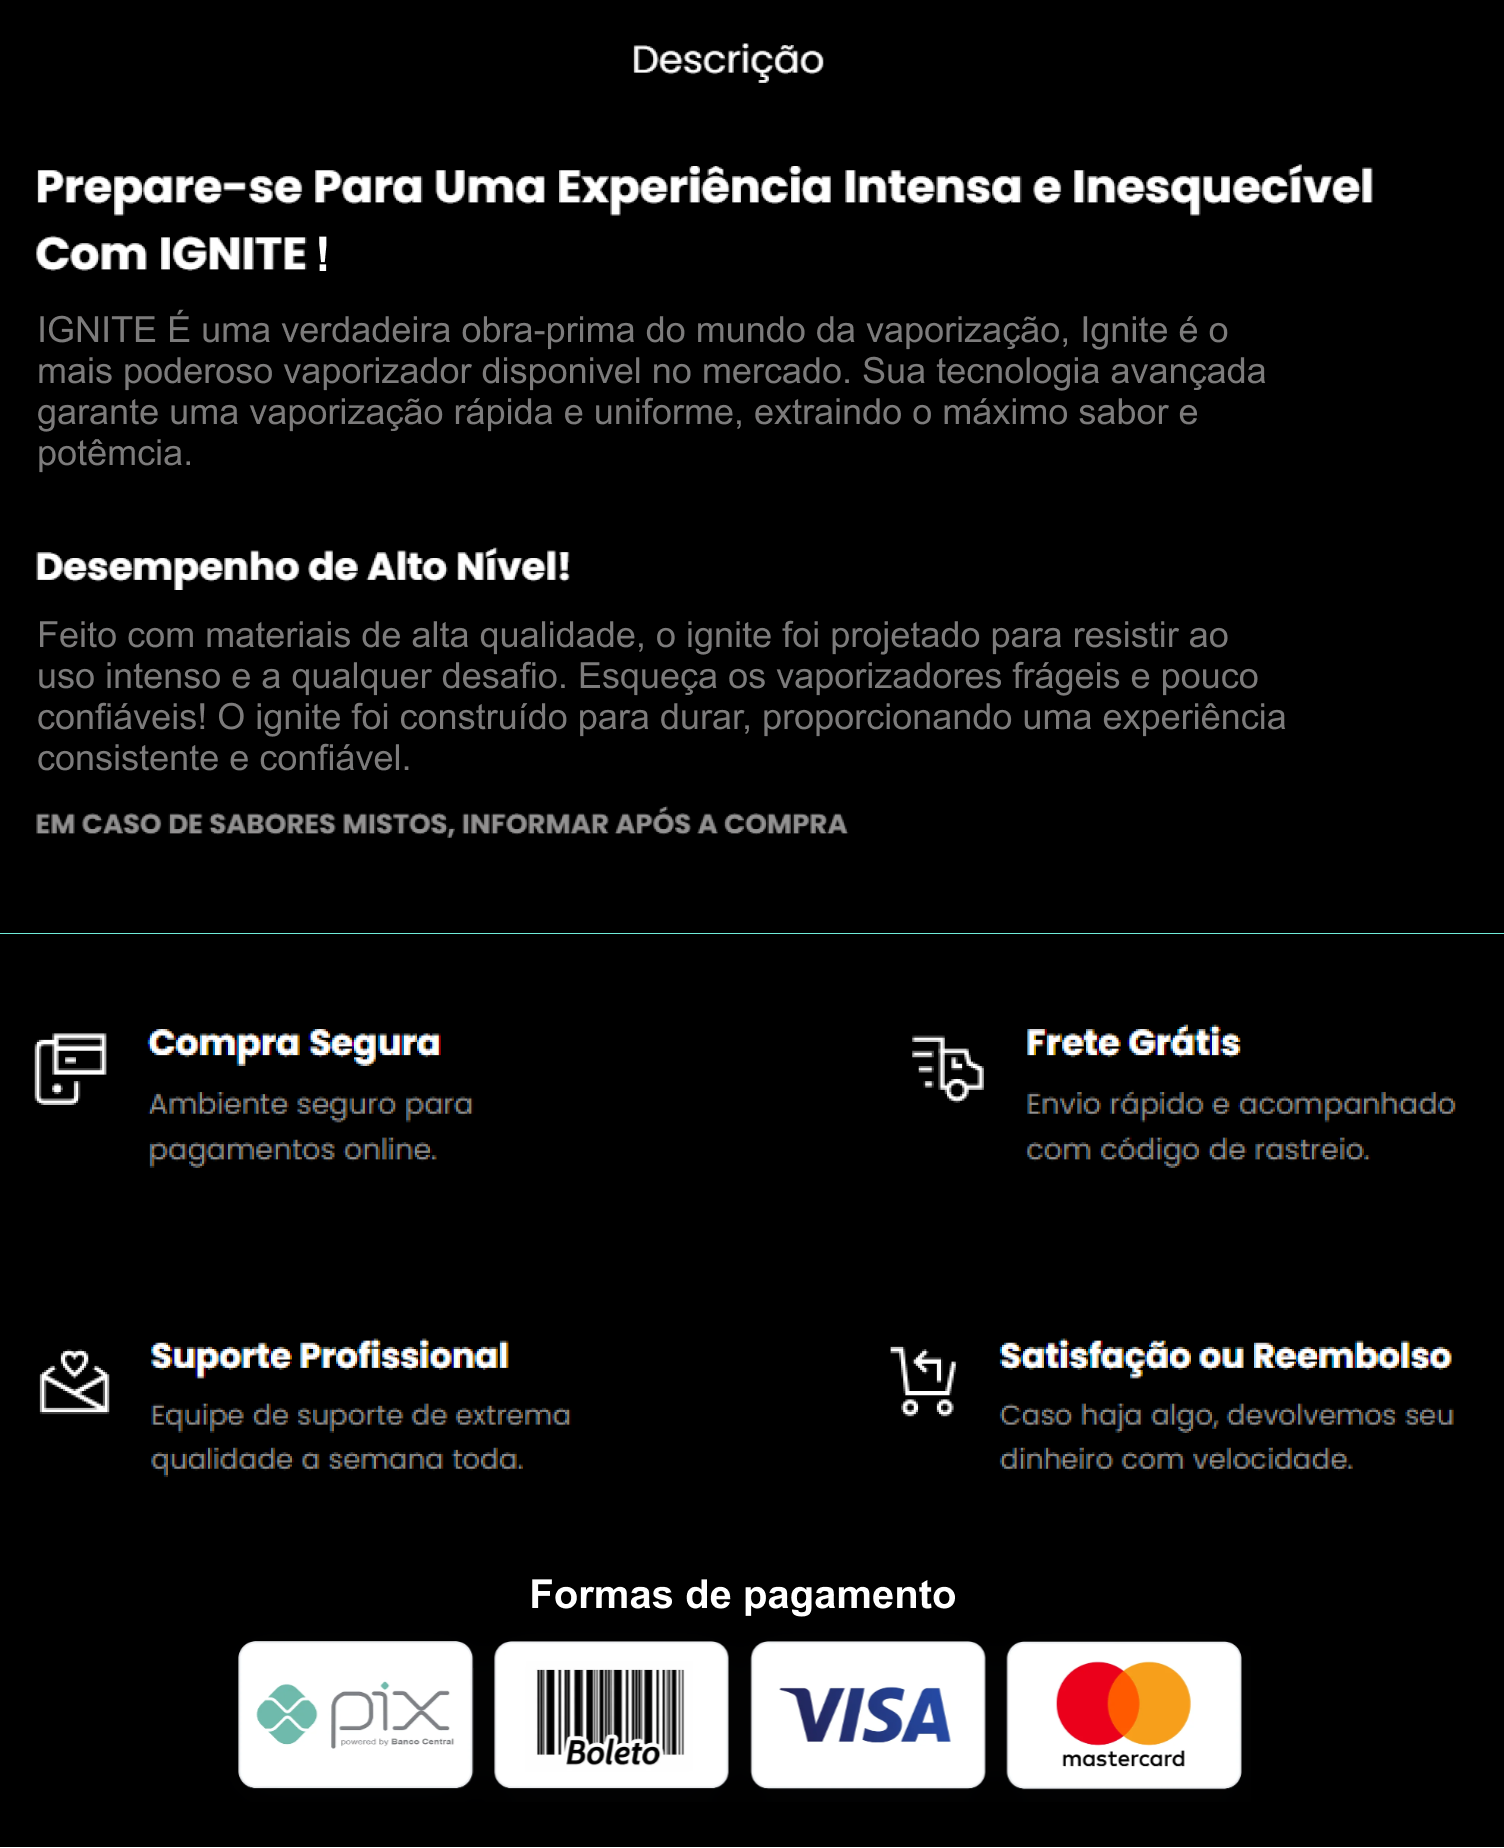 Descrição
Prepare-se Para Uma Experiência Intensa e Inesquecível
Com IGNITE !
IGNITE É uma verdadeira obra-prima do mundo da vaporização, Ignite é o
mais poderoso vaporizador disponivel no mercado. Sua tecnologia avançada
garante uma vaporização rápida e uniforme, extraindo o máximo sabor e
potêmcia.
Desempenho de Alto Nível!
Feito com materiais de alta qualidade, o ignite foi projetado para resistir ao
uso intenso e a qualquer desafio. Esqueça os vaporizadores frágeis e pouco
confiáveis! O ignite foi construído para durar, proporcionando uma experiência
consistente e confiável.
EM CASO DE SABORES MISTOS, INFORMAR APÓS A COMPRA
Compra Segura
Ambiente seguro para
pagamentos online.
Frete Grátis
Envio rápido e acompanhado
com código de rastreio.
Suporte Profissional
Equipe de suporte de extrema
qualidade a semana toda.
Satisfação ou Reembolso
Caso haja algo, devolvemos seu
dinheiro com velocidade.
Formas de pagamento
pix
powered by Banco Central
Boleto
VISA
mastercard